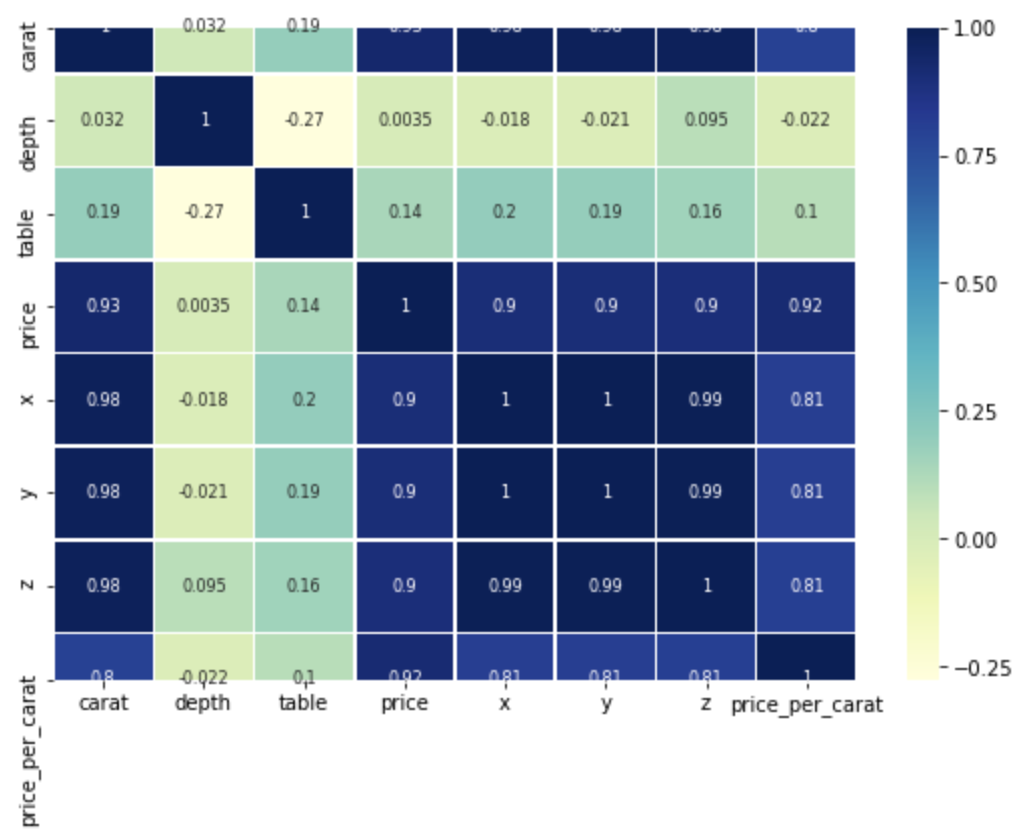 carat 1 0.032 0.19 1.00
depth 0.032 1 -0.27 0.0035 -0.018 -0.021 0.095 -0.022
0.75
table 0.19 -0.27 1 0.14 0.2 0.19 0.16 0.1
0.50
price 0.93 0.0035 0.14 1 0.9 0.9 0.9 0.92
x 0.98 -0.018 0.2 0.9 1 1 0.99 0.81
0.25
y 0.98 -0.021 0.19 0.9 1 1 0.99 0.81
0.00
z 0.98 0.095 0.16 0.9 0.99 0.99 1 0.81
price_per_carat 0.8 -0.022 0.1 0.92 0.81 0.81 0.81 1
−0.25
carat depth table price x y z price_per_carat